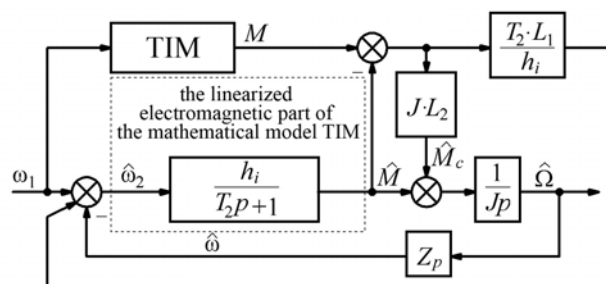 TIM
M
T₂·L₁
hᵢ
–
the linearized
electromagnetic part of
the mathematical model TIM
J·L₂
M̂c
ω₁
ω̂₂
hᵢ
T₂p+1
M̂
1
Jp
Ω̂
–
ω̂
Zₚ